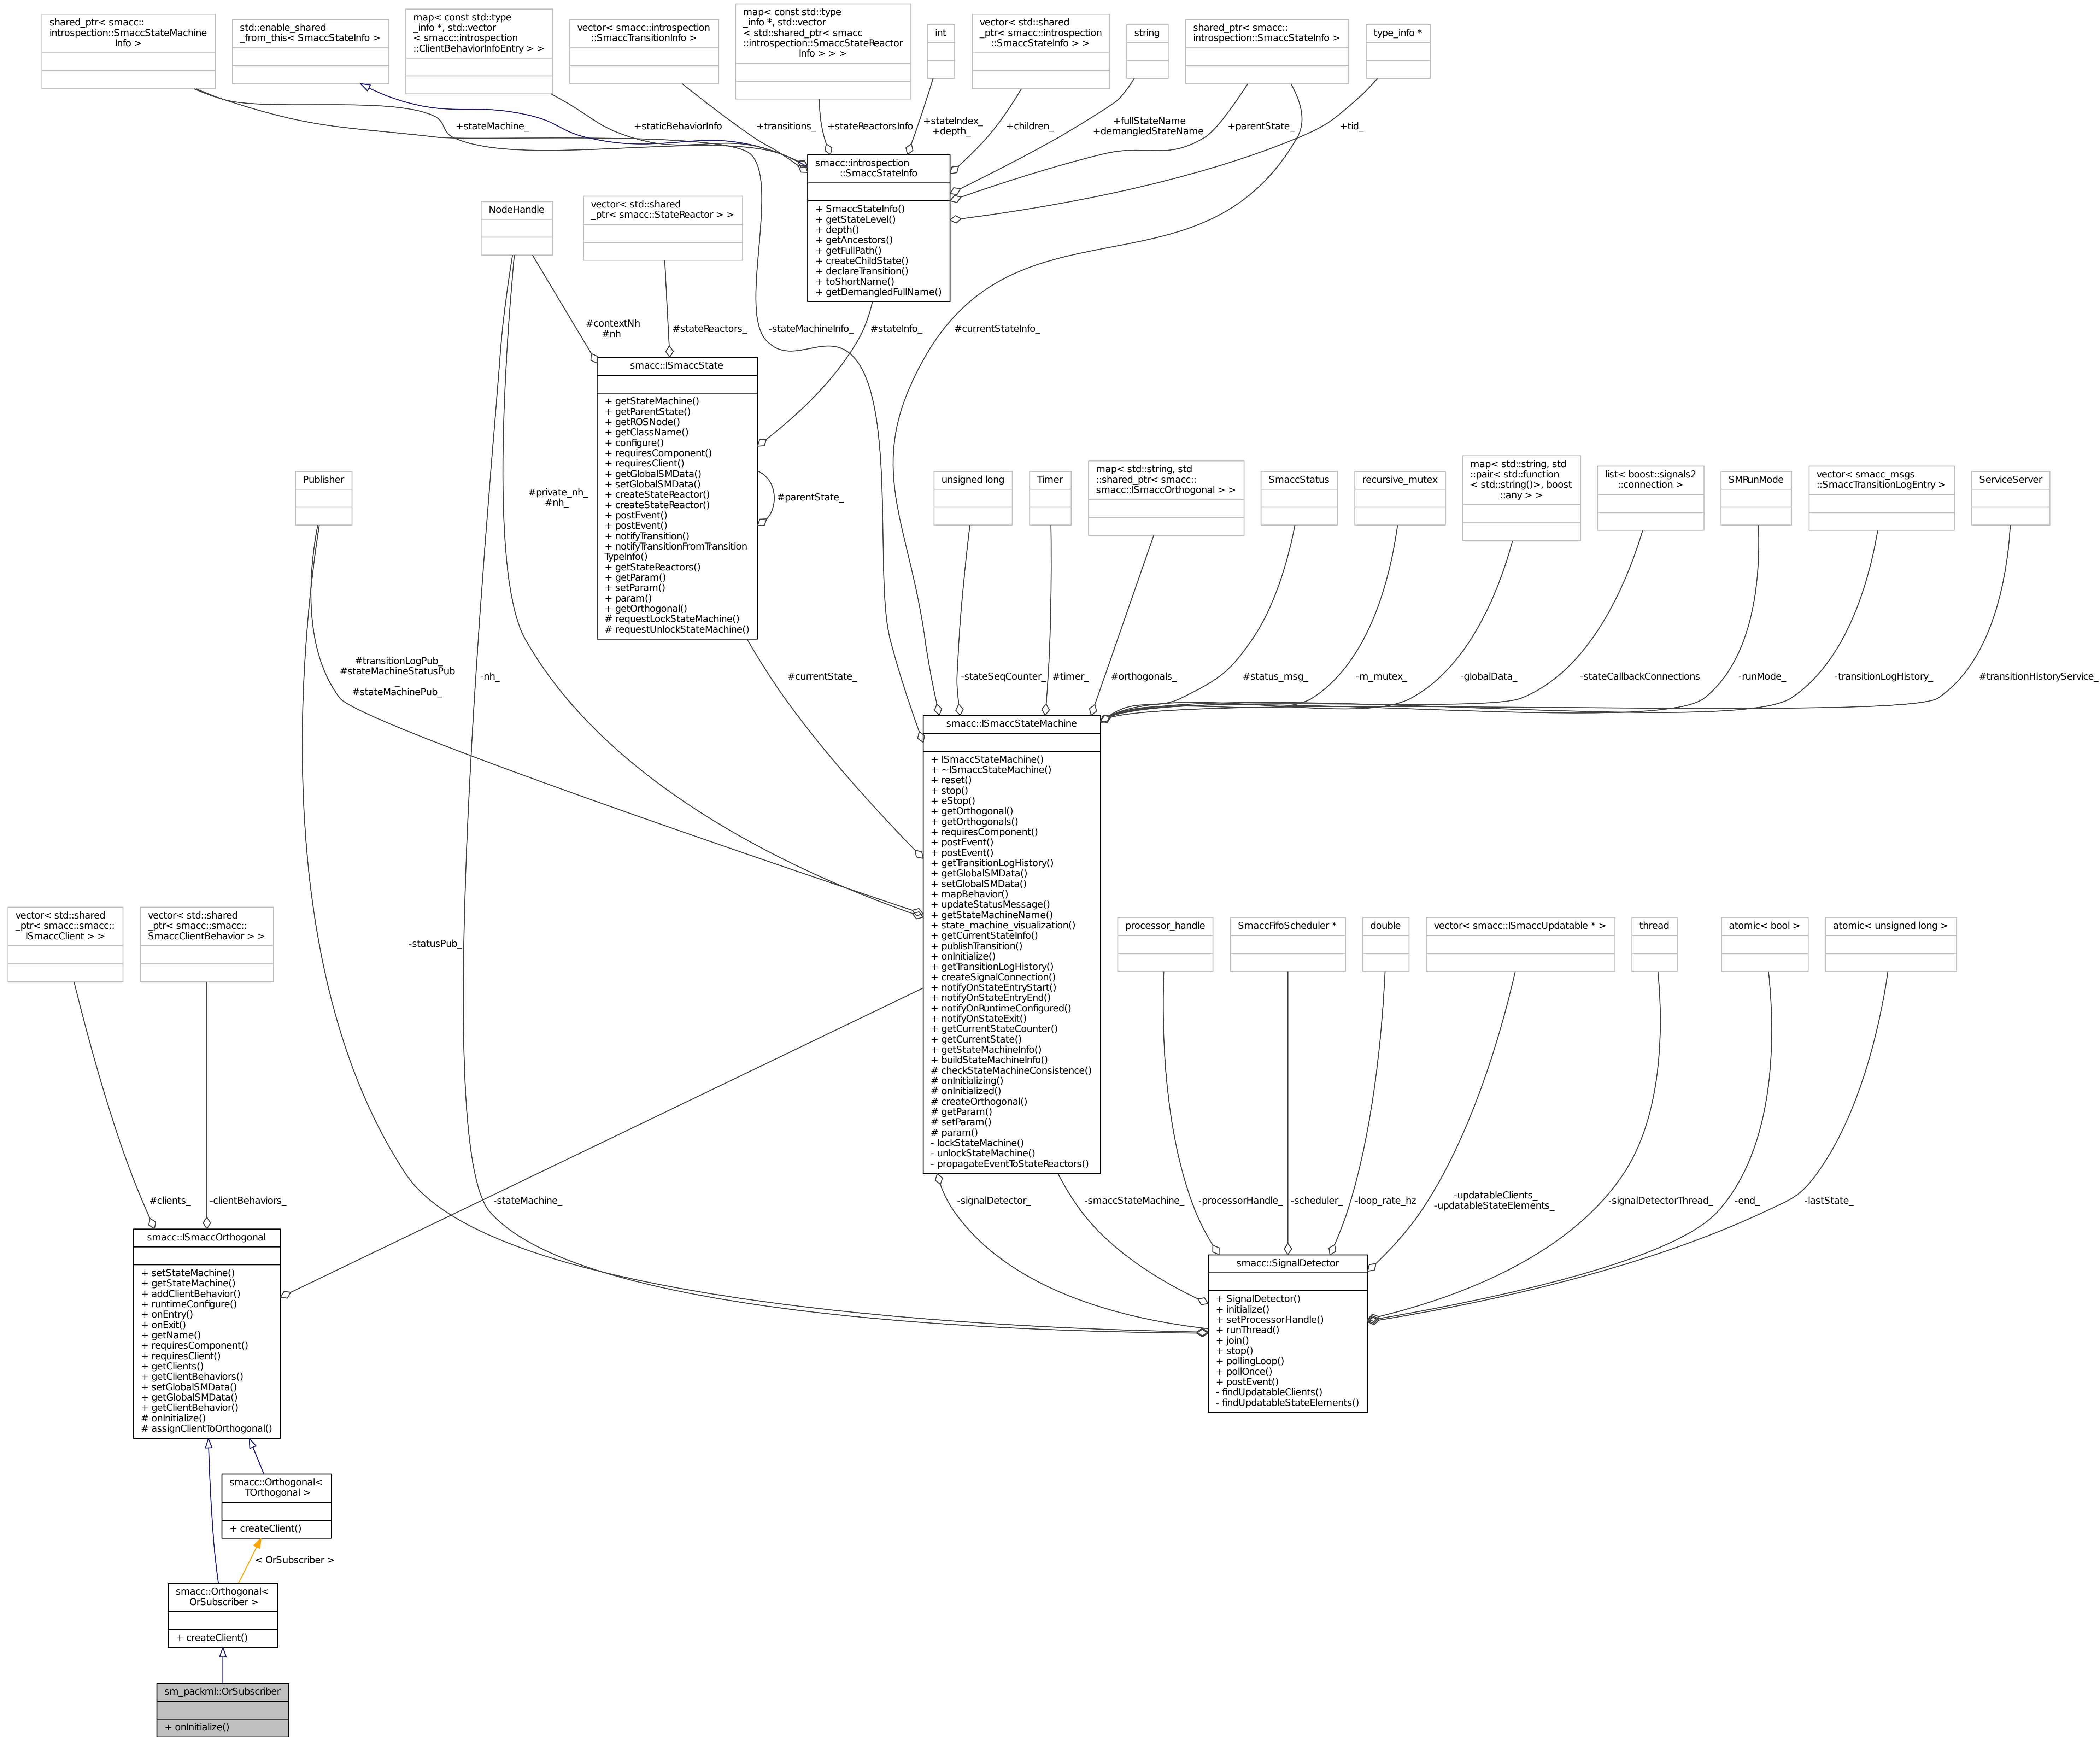 shared_ptr< smacc::
introspection::SmaccStateMachine
Info >
std::enable_shared
_from_this< SmaccStateInfo >
map< const std::type
_info *, std::vector
< smacc::introspection
::ClientBehaviorInfoEntry > >
vector< smacc::introspection
::SmaccTransitionInfo >
map< const std::type
_info *, std::vector
< std::shared_ptr< smacc
::introspection::SmaccStateReactor
Info > > >
int
vector< std::shared
_ptr< smacc::introspection
::SmaccStateInfo > >
string
shared_ptr< smacc::
introspection::SmaccStateInfo >
type_info *
+stateMachine_
+staticBehaviorInfo
+transitions_
+stateReactorsInfo
+stateIndex_
+depth_
+children_
+fullStateName
+demangledStateName
+parentState_
+tid_
smacc::introspection
::SmaccStateInfo
+ SmaccStateInfo()
+ getStateLevel()
+ depth()
+ getAncestors()
+ getFullPath()
+ createChildState()
+ declareTransition()
+ toShortName()
+ getDemangledFullName()
NodeHandle
vector< std::shared
_ptr< smacc::StateReactor > >
#contextNh
#nh
#stateReactors_
-stateMachineInfo_
#stateInfo_
#currentStateInfo_
smacc::ISmaccState
+ getStateMachine()
+ getParentState()
+ getROSNode()
+ getClassName()
+ configure()
+ requiresComponent()
+ requiresClient()
+ getGlobalSMData()
+ setGlobalSMData()
+ createStateReactor()
+ createStateReactor()
+ postEvent()
+ postEvent()
+ notifyTransition()
+ notifyTransitionFromTransition
TypeInfo()
+ getStateReactors()
+ getParam()
+ setParam()
+ param()
+ getOrthogonal()
# requestLockStateMachine()
# requestUnlockStateMachine()
#parentState_
#private_nh_
#nh_
Publisher
unsigned long
Timer
map< std::string, std
::shared_ptr< smacc::
smacc::ISmaccOrthogonal > >
SmaccStatus
recursive_mutex
map< std::string, std
::pair< std::function
< std::string()>, boost
::any > >
list< boost::signals2
::connection >
SMRunMode
vector< smacc_msgs
::SmaccTransitionLogEntry >
ServiceServer
#transitionLogPub_
#stateMachineStatusPub
_
#stateMachinePub_
-nh_
#currentState_
-stateSeqCounter_
#timer_
#orthogonals_
#status_msg_
-m_mutex_
-globalData_
-stateCallbackConnections
-runMode_
-transitionLogHistory_
#transitionHistoryService_
smacc::ISmaccStateMachine
+ ISmaccStateMachine()
+ ~ISmaccStateMachine()
+ reset()
+ stop()
+ eStop()
+ getOrthogonal()
+ getOrthogonals()
+ requiresComponent()
+ postEvent()
+ postEvent()
+ getTransitionLogHistory()
+ getGlobalSMData()
+ setGlobalSMData()
+ mapBehavior()
+ updateStatusMessage()
+ getStateMachineName()
+ state_machine_visualization()
+ getCurrentStateInfo()
+ publishTransition()
+ onInitialize()
+ getTransitionLogHistory()
+ createSignalConnection()
+ notifyOnStateEntryStart()
+ notifyOnStateEntryEnd()
+ notifyOnRuntimeConfigured()
+ notifyOnStateExit()
+ getCurrentStateCounter()
+ getCurrentState()
+ getStateMachineInfo()
+ buildStateMachineInfo()
# checkStateMachineConsistence()
# onInitializing()
# onInitialized()
# createOrthogonal()
# getParam()
# setParam()
# param()
- lockStateMachine()
- unlockStateMachine()
- propagateEventToStateReactors()
vector< std::shared
_ptr< smacc::smacc::
ISmaccClient > >
vector< std::shared
_ptr< smacc::smacc::
SmaccClientBehavior > >
-statusPub_
processor_handle
SmaccFifoScheduler *
double
vector< smacc::ISmaccUpdatable * >
thread
atomic< bool >
atomic< unsigned long >
#clients_
-clientBehaviors_
-stateMachine_
-signalDetector_
-smaccStateMachine_
-processorHandle_
-scheduler_
-loop_rate_hz
-updatableClients_
-updatableStateElements_
-signalDetectorThread_
-end_
-lastState_
smacc::ISmaccOrthogonal
+ setStateMachine()
+ getStateMachine()
+ addClientBehavior()
+ runtimeConfigure()
+ onEntry()
+ onExit()
+ getName()
+ requiresComponent()
+ requiresClient()
+ getClients()
+ getClientBehaviors()
+ setGlobalSMData()
+ getGlobalSMData()
+ getClientBehavior()
# onInitialize()
# assignClientToOrthogonal()
smacc::SignalDetector
+ SignalDetector()
+ initialize()
+ setProcessorHandle()
+ runThread()
+ join()
+ stop()
+ pollingLoop()
+ pollOnce()
+ postEvent()
- findUpdatableClients()
- findUpdatableStateElements()
smacc::Orthogonal<
TOrthogonal >
+ createClient()
< OrSubscriber >
smacc::Orthogonal<
OrSubscriber >
+ createClient()
sm_packml::OrSubscriber
+ onInitialize()